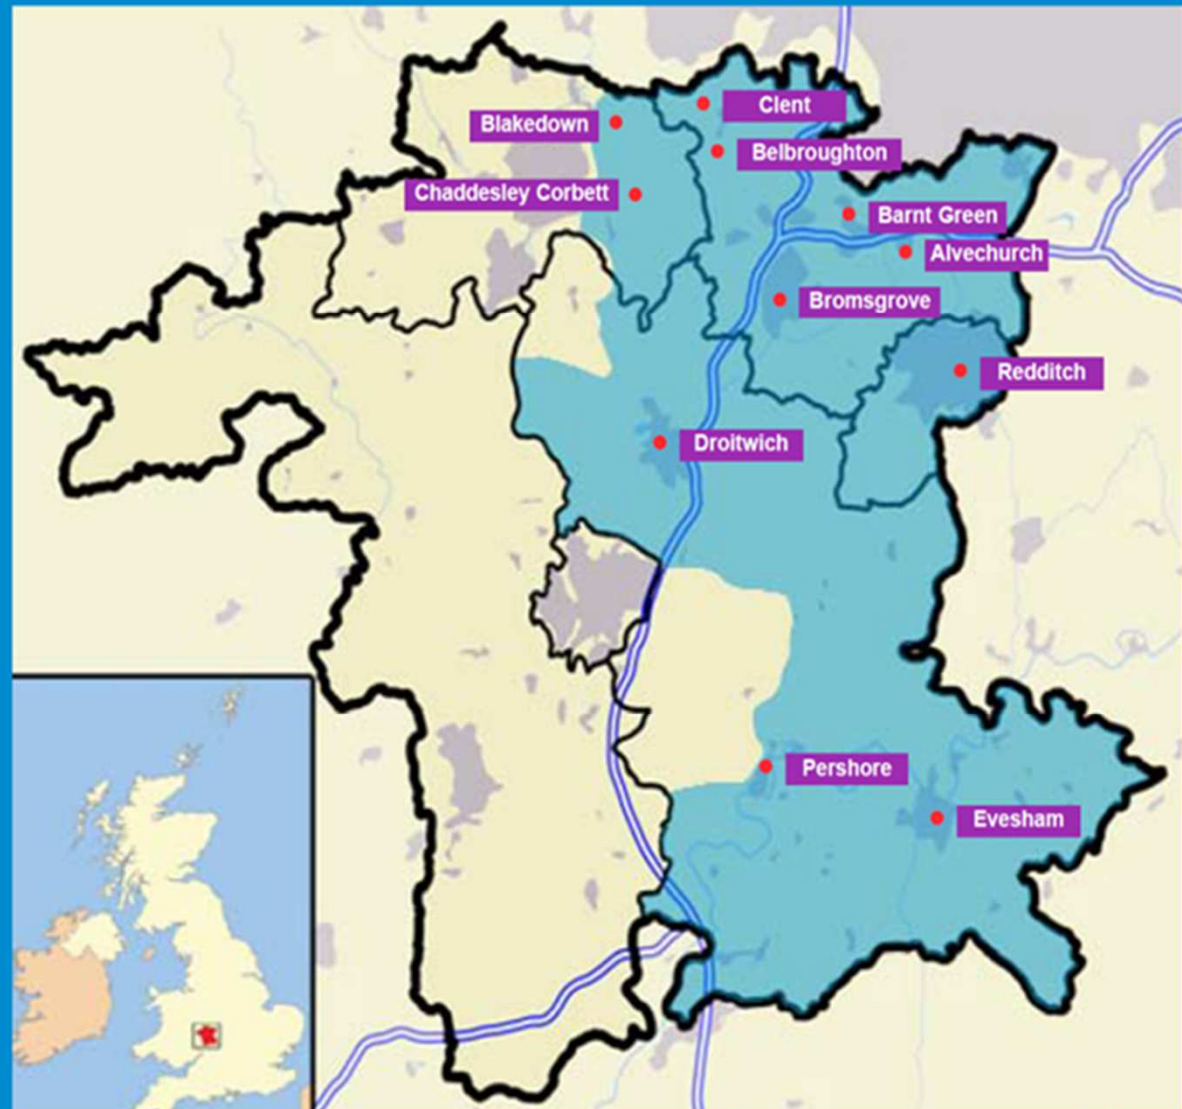 Clent
Blakedown
Belbroughton
Chaddesley Corbett
Barnt Green
Alvechurch
Bromsgrove
Redditch
Droitwich
Pershore
Evesham